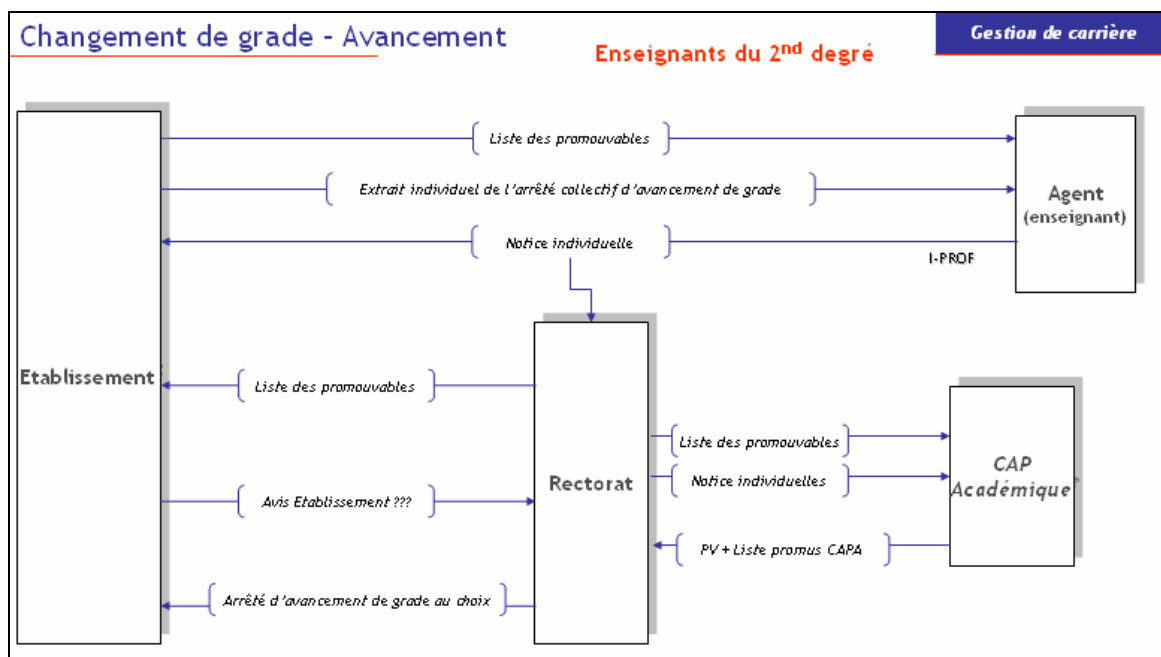 Changement de grade - Avancement
Gestion de carrière
Enseignants du 2nd degré
Liste des promouvables
Extrait individuel de l'arrêté collectif d'avancement de grade
Agent
(enseignant)
Notice individuelle
I-PROF
Etablissement
Liste des promouvables
Liste des promouvables
CAP
Académique
Rectorat
Notice individuelles
Avis Etablissement ???
PV + Liste promus CAPA
Arrêté d'avancement de grade au choix